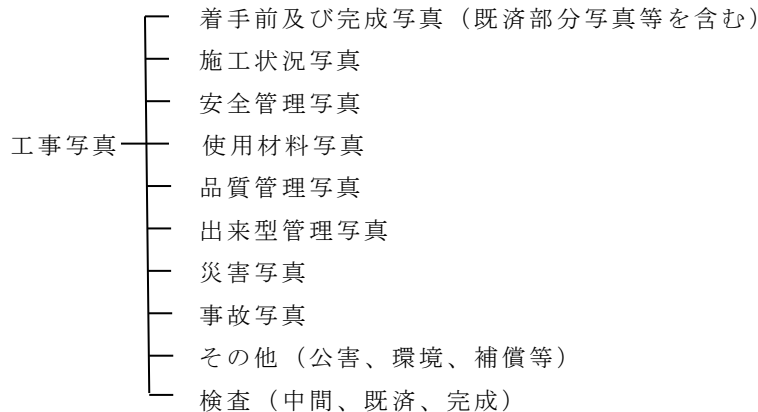 着手前及び完成写真（既済部分写真等を含む）
施工状況写真
安全管理写真
工事写真 使用材料写真
品質管理写真
出来型管理写真
災害写真
事故写真
その他（公害、環境、補償等）
検査（中間、既済、完成）